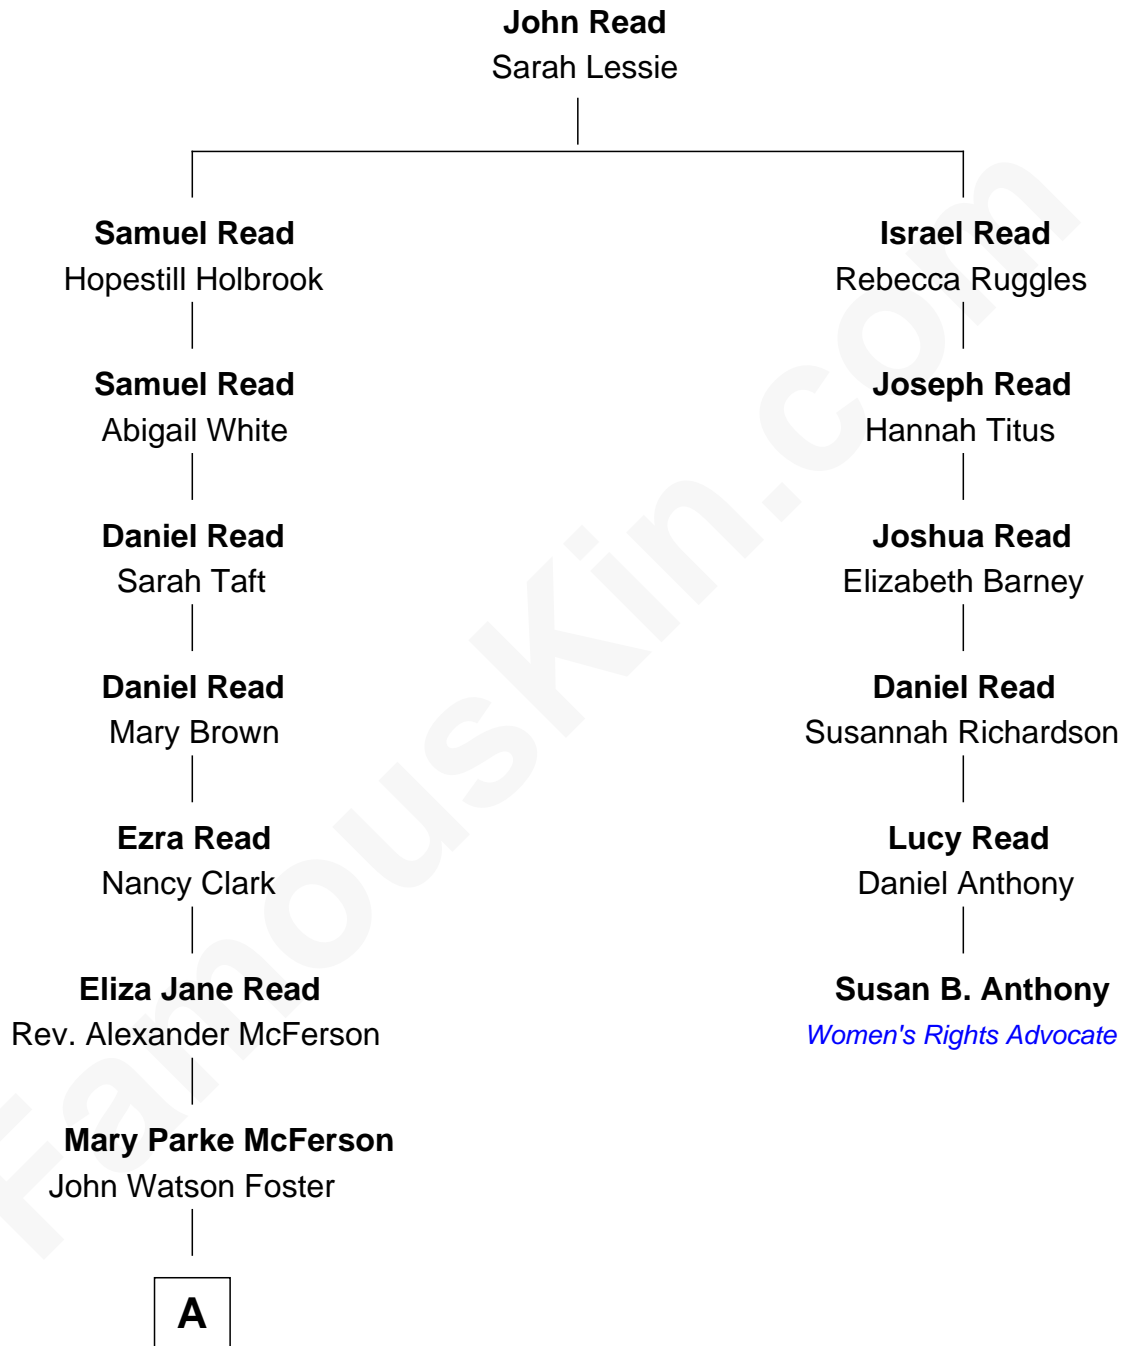 John Read
Sarah Lessie
Samuel Read
Hopestill Holbrook
Israel Read
Rebecca Ruggles
Samuel Read
Abigail White
Joseph Read
Hannah Titus
Daniel Read
Sarah Taft
Joshua Read
Elizabeth Barney
Daniel Read
Mary Brown
Daniel Read
Susannah Richardson
Ezra Read
Nancy Clark
Lucy Read
Daniel Anthony
Eliza Jane Read
Rev. Alexander McFerson
Susan B. Anthony
Women's Rights Advocate
Mary Parke McFerson
John Watson Foster
A
FamousKin.com